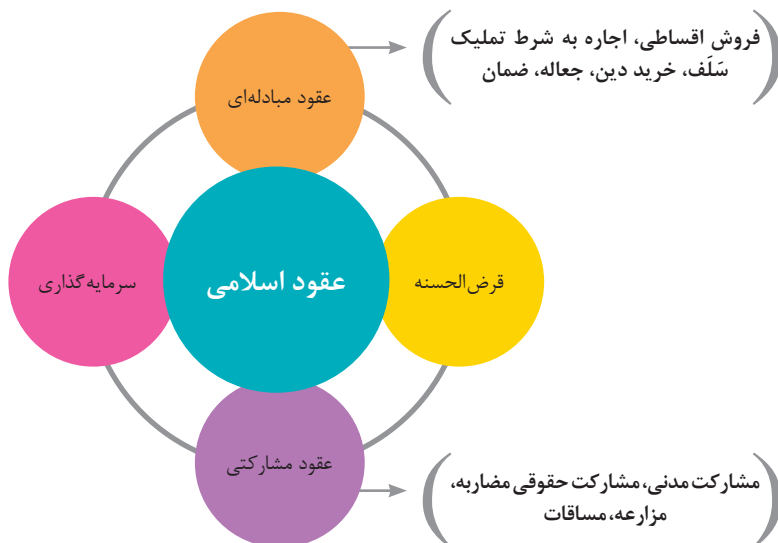 فروش اقساطی، اجاره به شرط تملیک
سَلَف، خرید دین، جعاله، ضمان
عقود مبادله‌ای
قرض‌الحسنه
عقود اسلامی
سرمایه‌گذاری
عقود مشارکتی
مشارکت مدنی، مشارکت حقوقی مضاربه،
مزارعه، مساقات